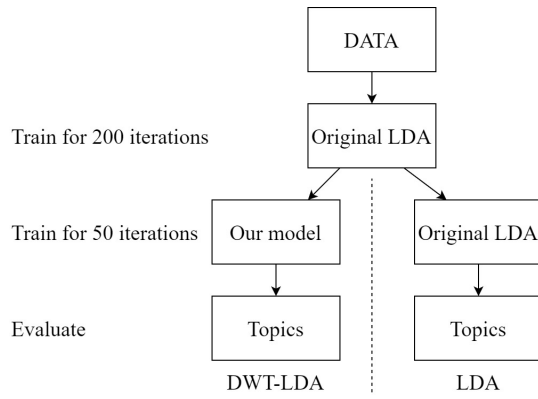 DATA
Train for 200 iterations
Original LDA
Train for 50 iterations
Our model
Original LDA
Evaluate
Topics
Topics
DWT-LDA
LDA